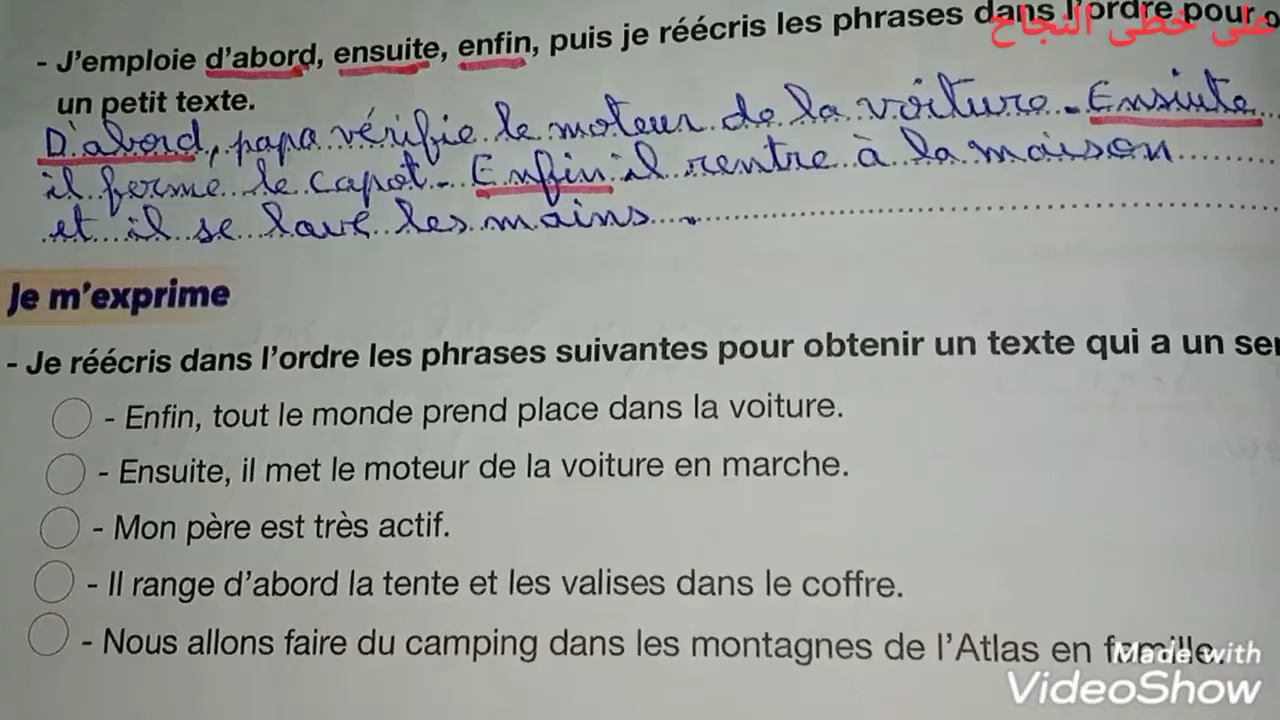 على خطى النجاح
- J'emploie d'abord, ensuite, enfin, puis je réécris les phrases dans l'ordre pour o
un petit texte.
D'abord, papa vérifie le moteur de la voiture. Ensuite
il ferme le capot. Enfin il rentre à la maison
et il se lave les mains.
Je m'exprime
- Je réécris dans l'ordre les phrases suivantes pour obtenir un texte qui a un se
- Enfin, tout le monde prend place dans la voiture.
- Ensuite, il met le moteur de la voiture en marche.
- Mon père est très actif.
- Il range d'abord la tente et les valises dans le coffre.
- Nous allons faire du camping dans les montagnes de l'Atlas en famille.
Made with
VideoShow